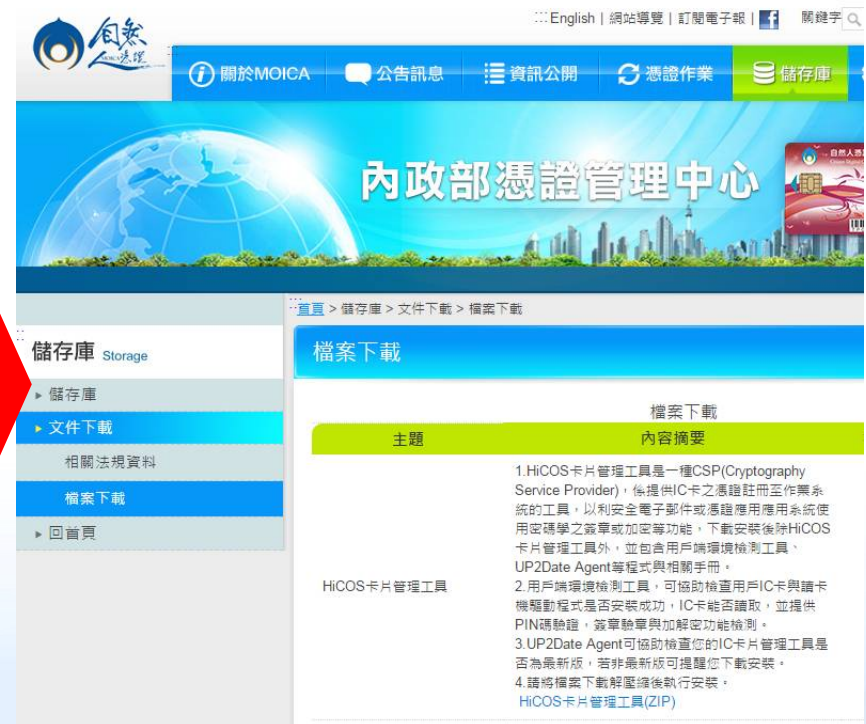 :::English | 網站導覽 | 訂閱電子報 | f 關鍵字
自然
人憑證
關於MOICA 公告訊息 資訊公開 憑證作業 儲存庫
內政部憑證管理中心
自然人憑證
首頁 > 儲存庫 > 文件下載 > 檔案下載
儲存庫 Storage
檔案下載
儲存庫
文件下載
相關法規資料
檔案下載
回首頁
檔案下載
主題 內容摘要
HiCOS卡片管理工具
1.HiCOS卡片管理工具是一種CSP(Cryptography
Service Provider)，係提供IC卡之憑證註冊至作業系
統的工具，以利安全電子郵件或憑證應用應用系統使
用密碼學之簽章或加密等功能，下載安裝後除HiCOS
卡片管理工具外，並包含用戶端環境檢測工具、
UP2Date Agent等程式與相關手冊。
2.用戶端環境檢測工具，可協助檢查用戶IC卡與讀卡
機驅動程式是否安裝成功，IC卡能否讀取，並提供
PIN碼驗證，簽章驗章與加解密功能檢測。
3.UP2Date Agent可協助檢查您的IC卡片管理工具是
否為最新版，若非最新版可提醒您下載安裝。
4.請將檔案下載解壓縮後執行安裝。
HiCOS卡片管理工具(ZIP)